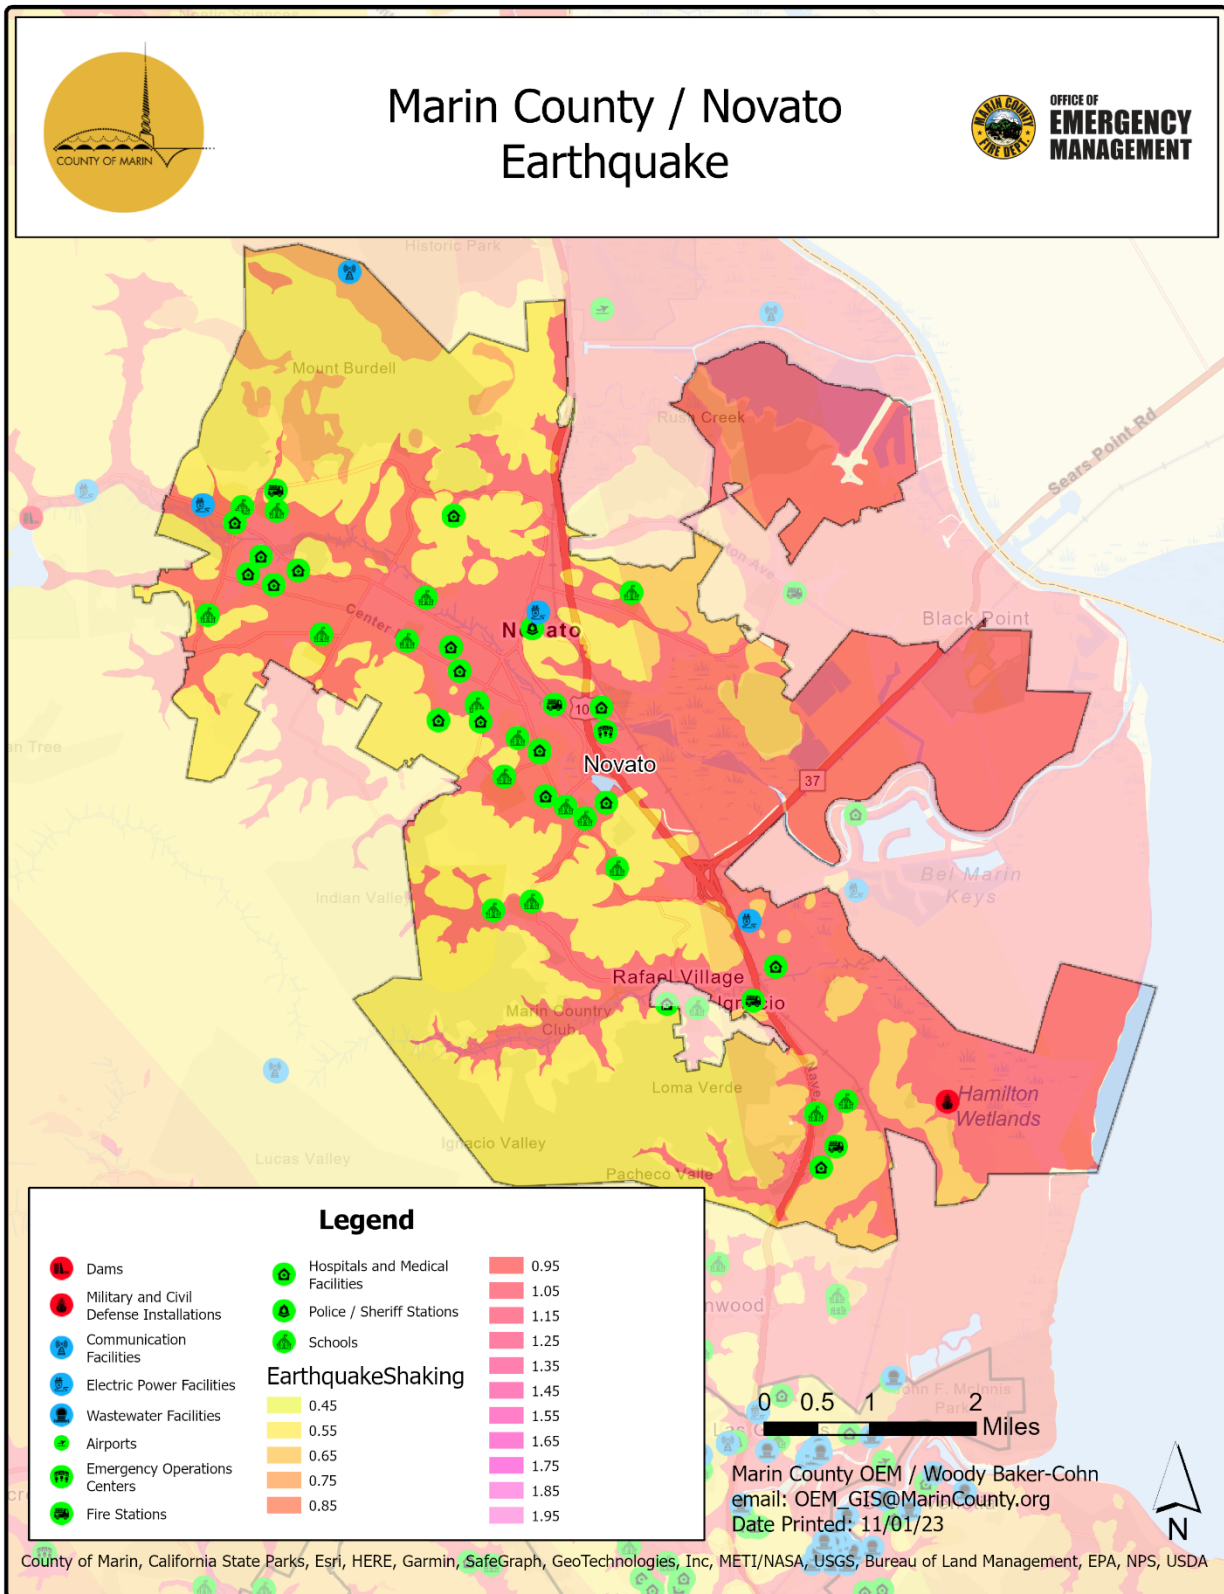 Marin County / Novato
Earthquake
COUNTY OF MARIN
MARIN COUNTY
FIRE DEPT.
OFFICE OF
EMERGENCY
MANAGEMENT
Historic Park
Mount Burdell
Rush Creek
Sears Point Rd
Black Point
Center
Novato
10
Novato
37
Bel Marin
Keys
Indian Valley
Rafael Village
Ignacio
Marin Country
Club
Loma Verde
Nave
Hamilton
Wetlands
Ignacio Valley
Lucas Valley
Pacheco Valle
Legend
Dams
Military and Civil
Defense Installations
Communication
Facilities
Electric Power Facilities
Wastewater Facilities
Airports
Emergency Operations
Centers
Fire Stations
Hospitals and Medical
Facilities
Police / Sheriff Stations
Schools
EarthquakeShaking
0.45
0.55
0.65
0.75
0.85
0.95
1.05
1.15
1.25
1.35
1.45
1.55
1.65
1.75
1.85
1.95
John F. McInnis
Park
0 0.5 1 2
Miles
Marin County OEM / Woody Baker-Cohn
email: OEM_GIS@MarinCounty.org
Date Printed: 11/01/23
N
County of Marin, California State Parks, Esri, HERE, Garmin, SafeGraph, GeoTechnologies, Inc, METI/NASA, USGS, Bureau of Land Management, EPA, NPS, USDA